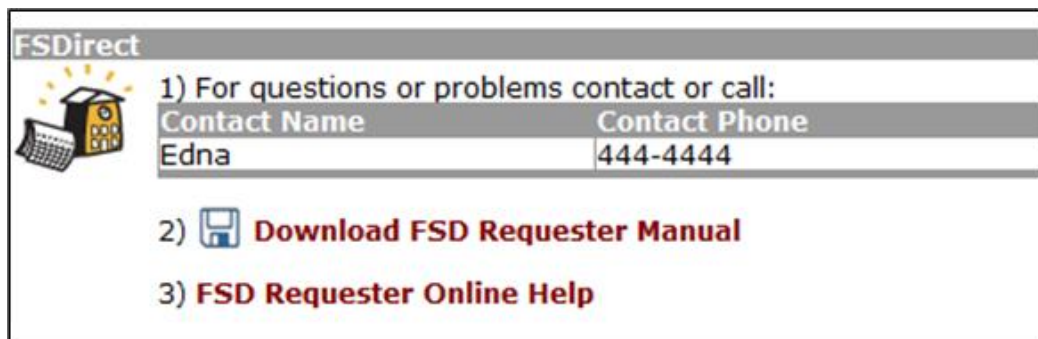 FSDirect
1) For questions or problems contact or call:
Contact Name Contact Phone
Edna 444-4444
2) Download FSD Requester Manual
3) FSD Requester Online Help